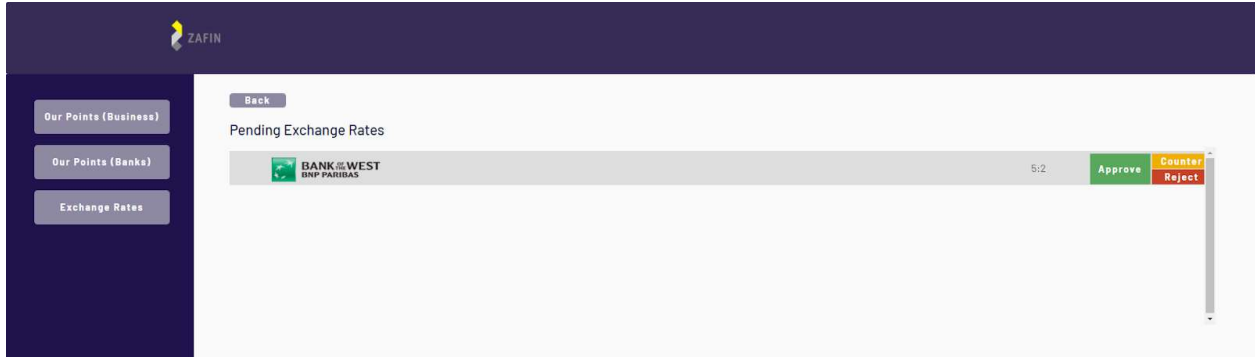 ZAFIN
Our Points (Business)
Our Points (Banks)
Exchange Rates
Back
Pending Exchange Rates
BANK OF THE WEST
BNP PARIBAS
5:2
Approve
Counter
Reject